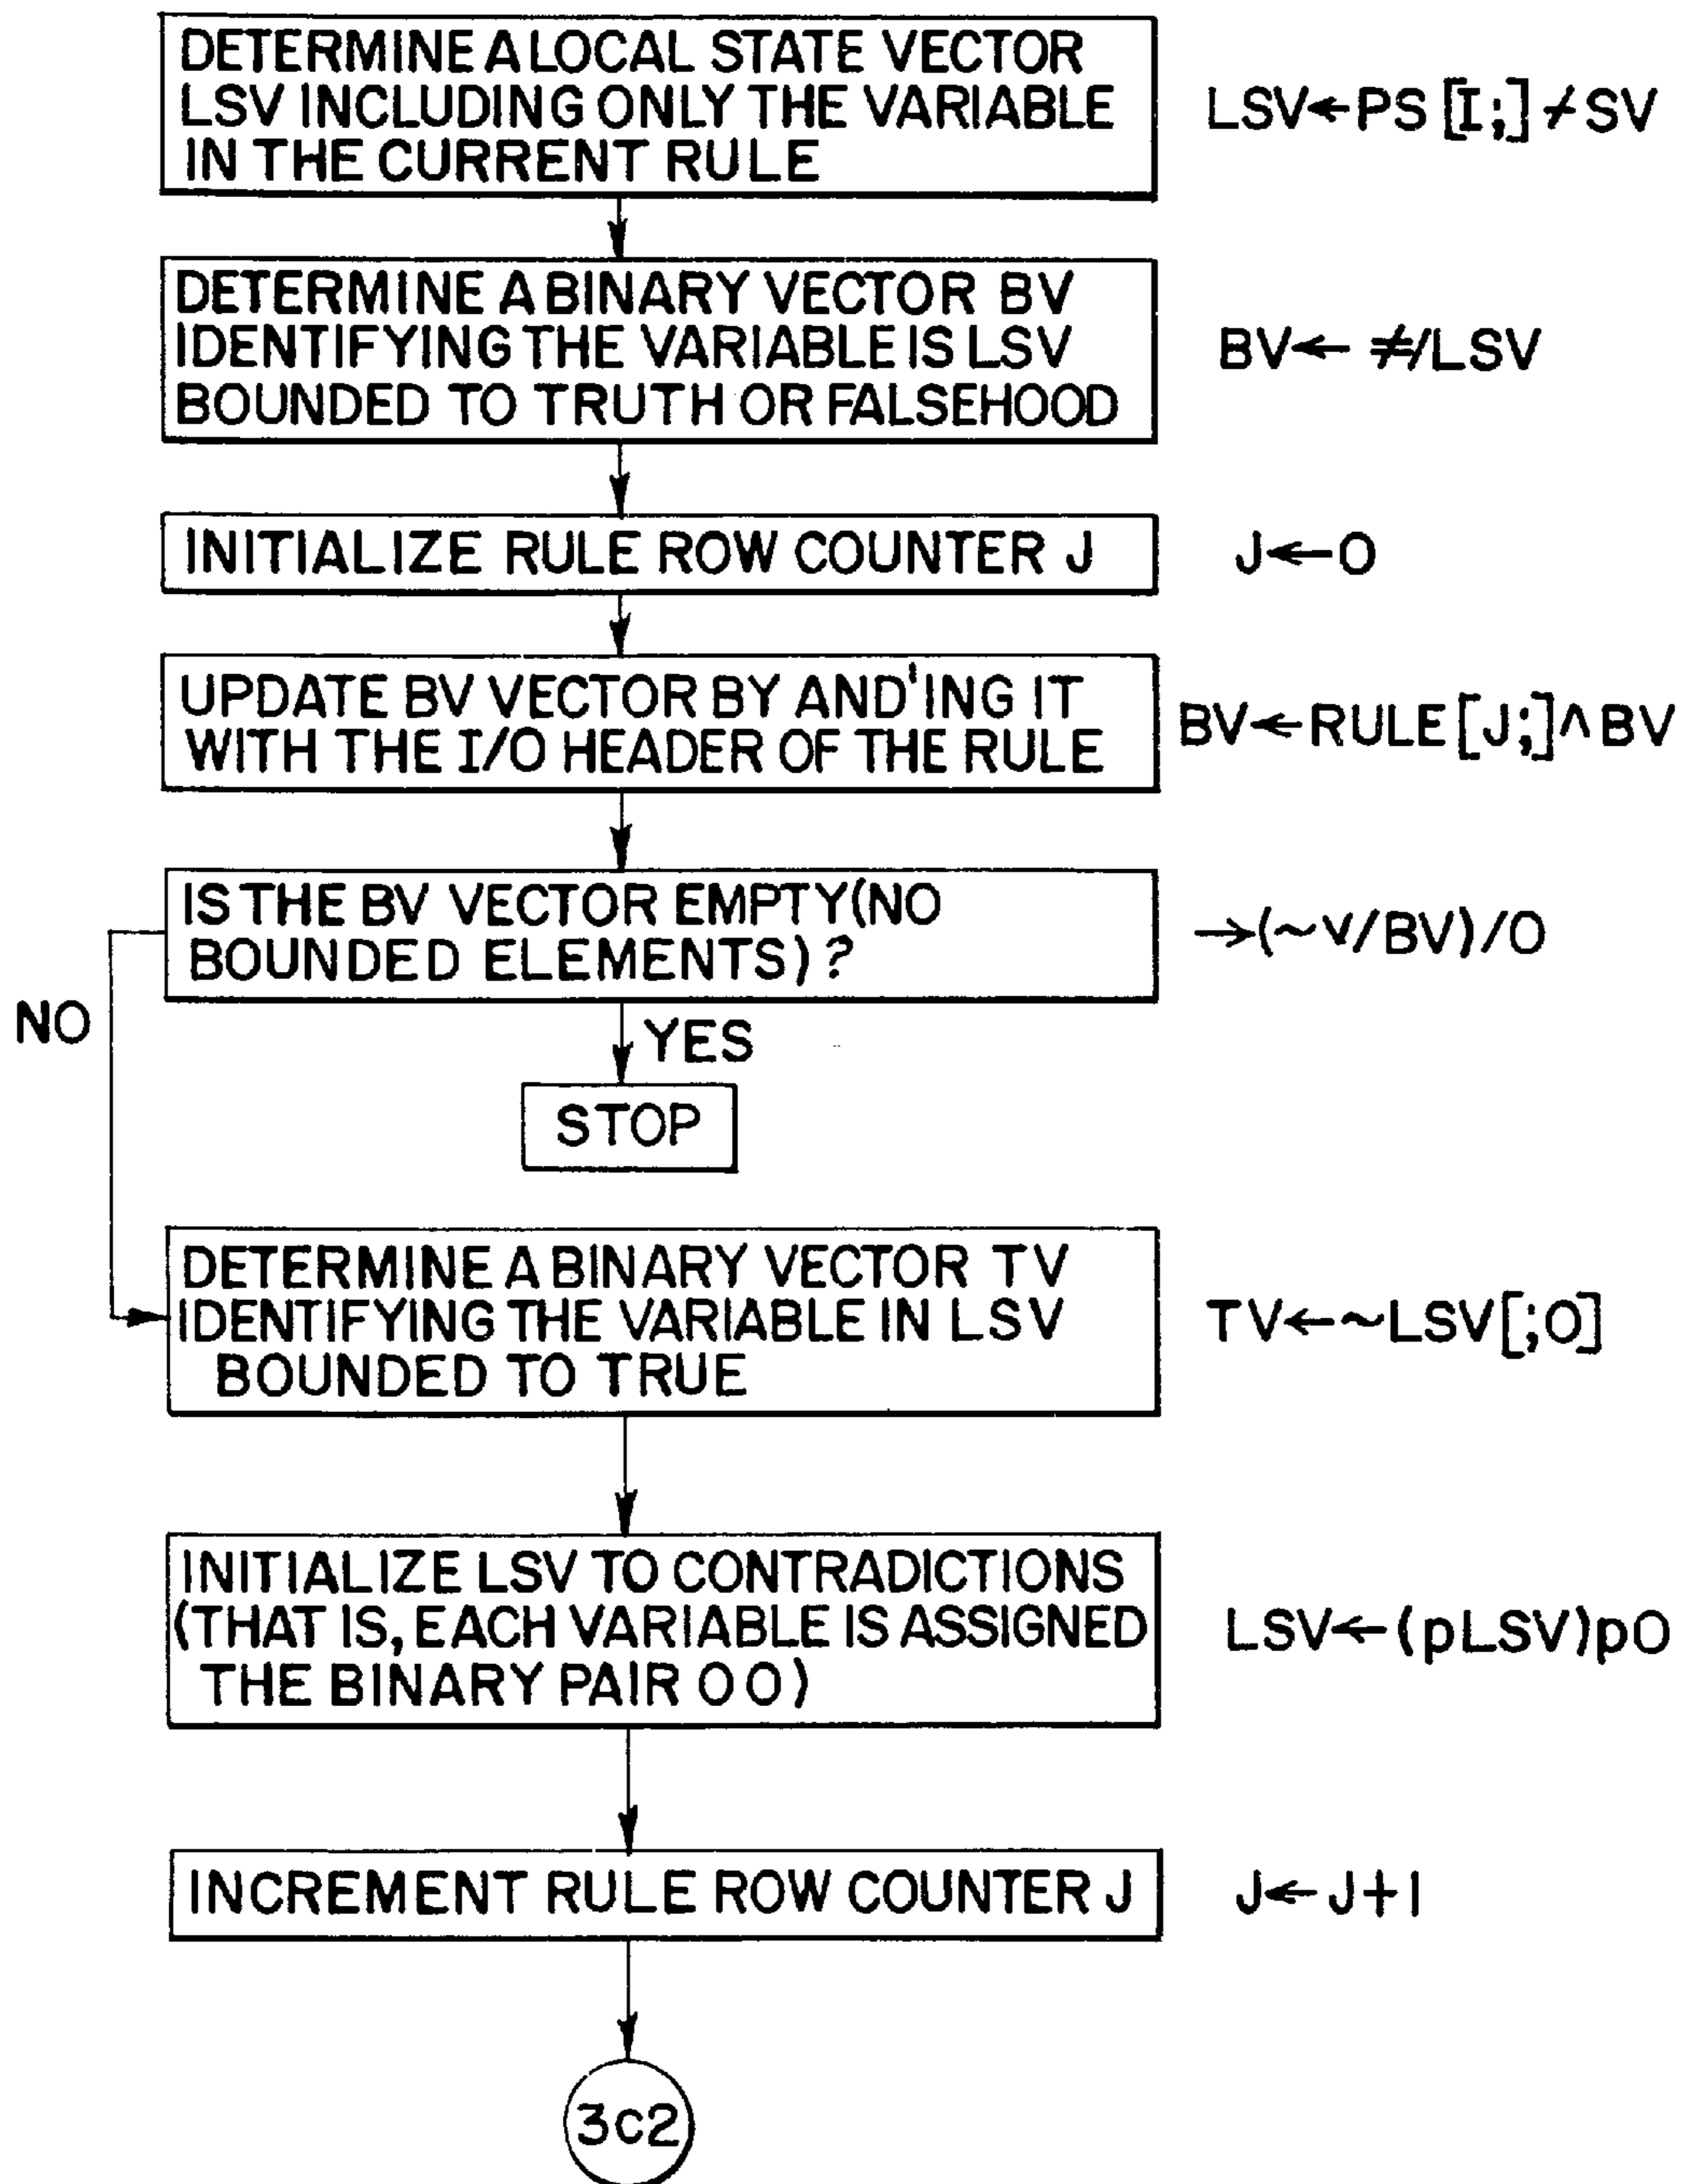 DETERMINE A LOCAL STATE VECTOR
LSV INCLUDING ONLY THE VARIABLE
IN THE CURRENT RULE
LSV←PS[I;]⌿SV
DETERMINE A BINARY VECTOR BV
IDENTIFYING THE VARIABLE IS LSV
BOUNDED TO TRUTH OR FALSEHOOD
BV← ≠/LSV
INITIALIZE RULE ROW COUNTER J
J←0
UPDATE BV VECTOR BY AND'ING IT
WITH THE I/O HEADER OF THE RULE
BV←RULE[J;]∧BV
IS THE BV VECTOR EMPTY(NO
BOUNDED ELEMENTS)?
→(~V/BV)/0
NO
YES
STOP
DETERMINE A BINARY VECTOR TV
IDENTIFYING THE VARIABLE IN LSV
BOUNDED TO TRUE
TV←~LSV[;0]
INITIALIZE LSV TO CONTRADICTIONS
(THAT IS, EACH VARIABLE IS ASSIGNED
THE BINARY PAIR 0 0)
LSV←(pLSV)p0
INCREMENT RULE ROW COUNTER J
J←J+1
3c2